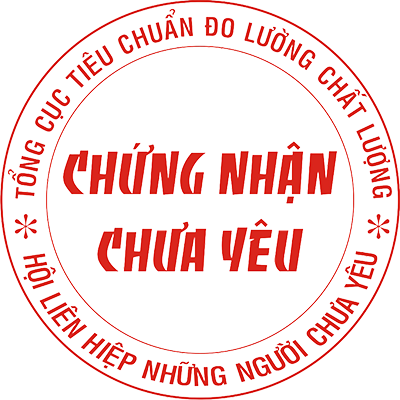 TỔNG CỤC TIÊU CHUẨN ĐO LƯỜNG CHẤT LƯỢNG
CHỨNG NHẬN
CHƯA YÊU
HỘI LIÊN HIỆP NHỮNG NGƯỜI CHƯA YÊU